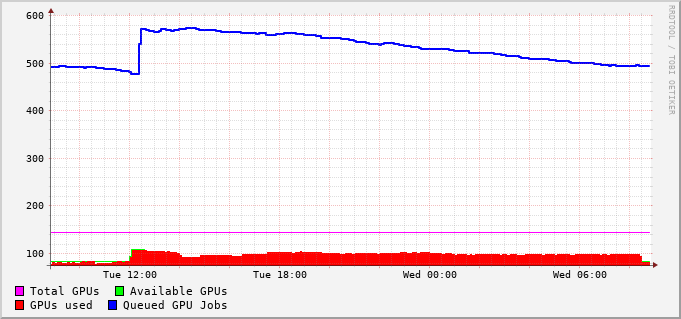 600
500
400
300
200
100
Tue 12:00 Tue 18:00 Wed 00:00 Wed 06:00
Total GPUs Available GPUs
GPUs used Queued GPU Jobs
RRDTOOL / TOBI OETIKER